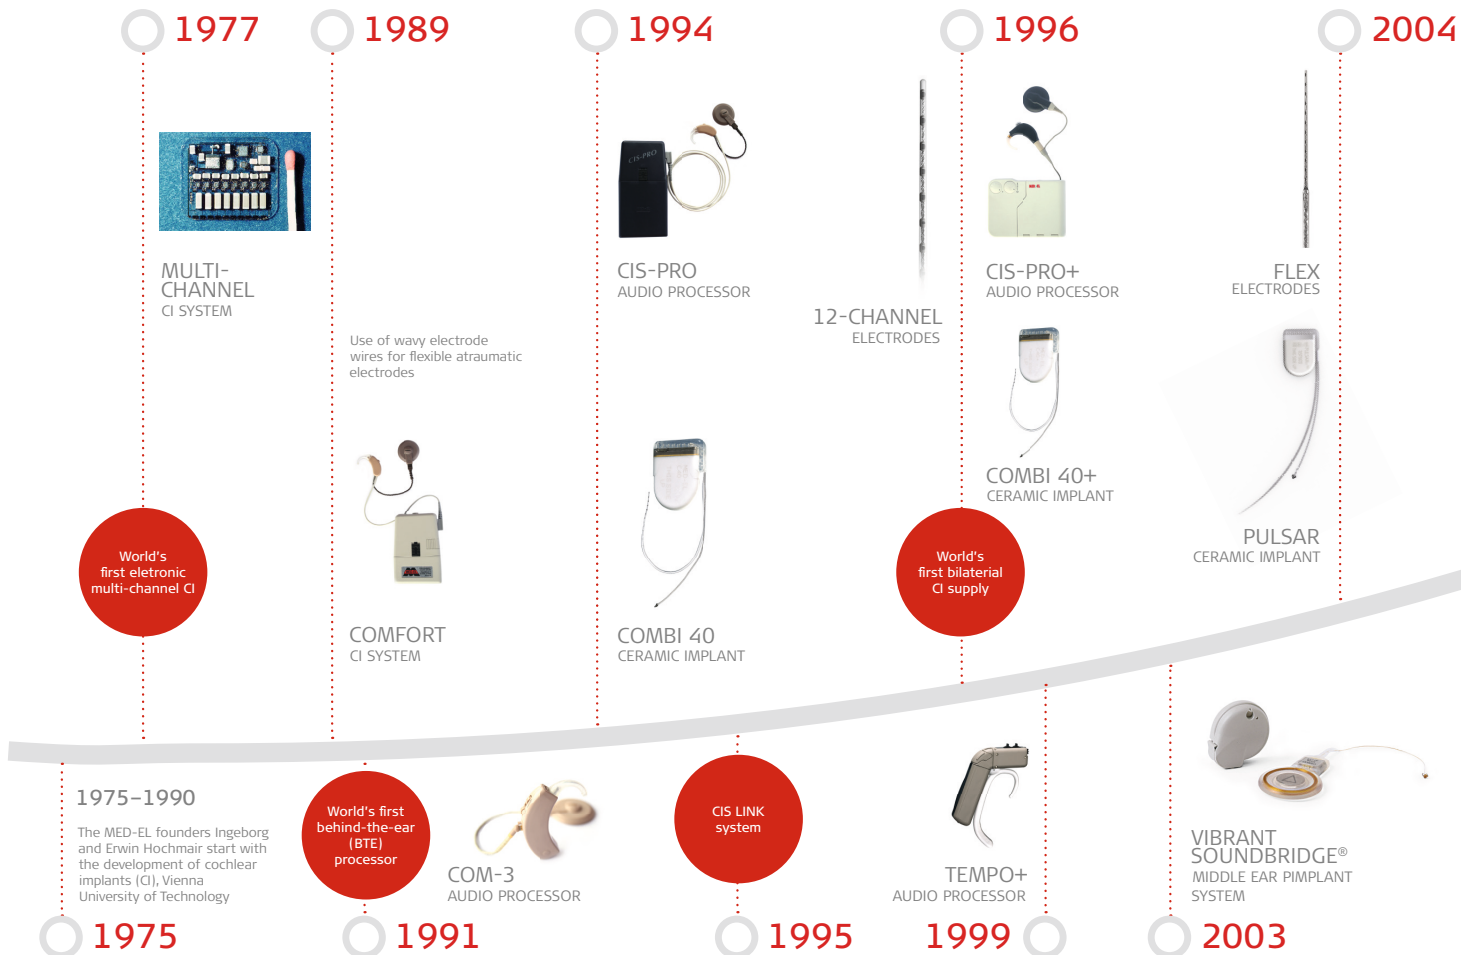 1977
1989
1994
1996
2004
MULTI-
CHANNEL
CI SYSTEM
Use of wavy electrode
wires for flexible atraumatic
electrodes
COMFORT
CI SYSTEM
CIS-PRO
CIS-PRO
AUDIO PROCESSOR
COMBI 40
CERAMIC IMPLANT
12-CHANNEL
ELECTRODES
CIS-PRO+
AUDIO PROCESSOR
COMBI 40+
CERAMIC IMPLANT
FLEX
ELECTRODES
PULSAR
CERAMIC IMPLANT
World's
first eletronic
multi-channel CI
World's
first bilaterial
CI supply
1975–1990
The MED-EL founders Ingeborg
and Erwin Hochmair start with
the development of cochlear
implants (CI), Vienna
University of Technology
World's first
behind-the-ear
(BTE)
processor
COM-3
AUDIO PROCESSOR
CIS LINK
system
TEMPO+
AUDIO PROCESSOR
VIBRANT
SOUNDBRIDGE®
MIDDLE EAR PIMPLANT
SYSTEM
1975
1991
1995
1999
2003